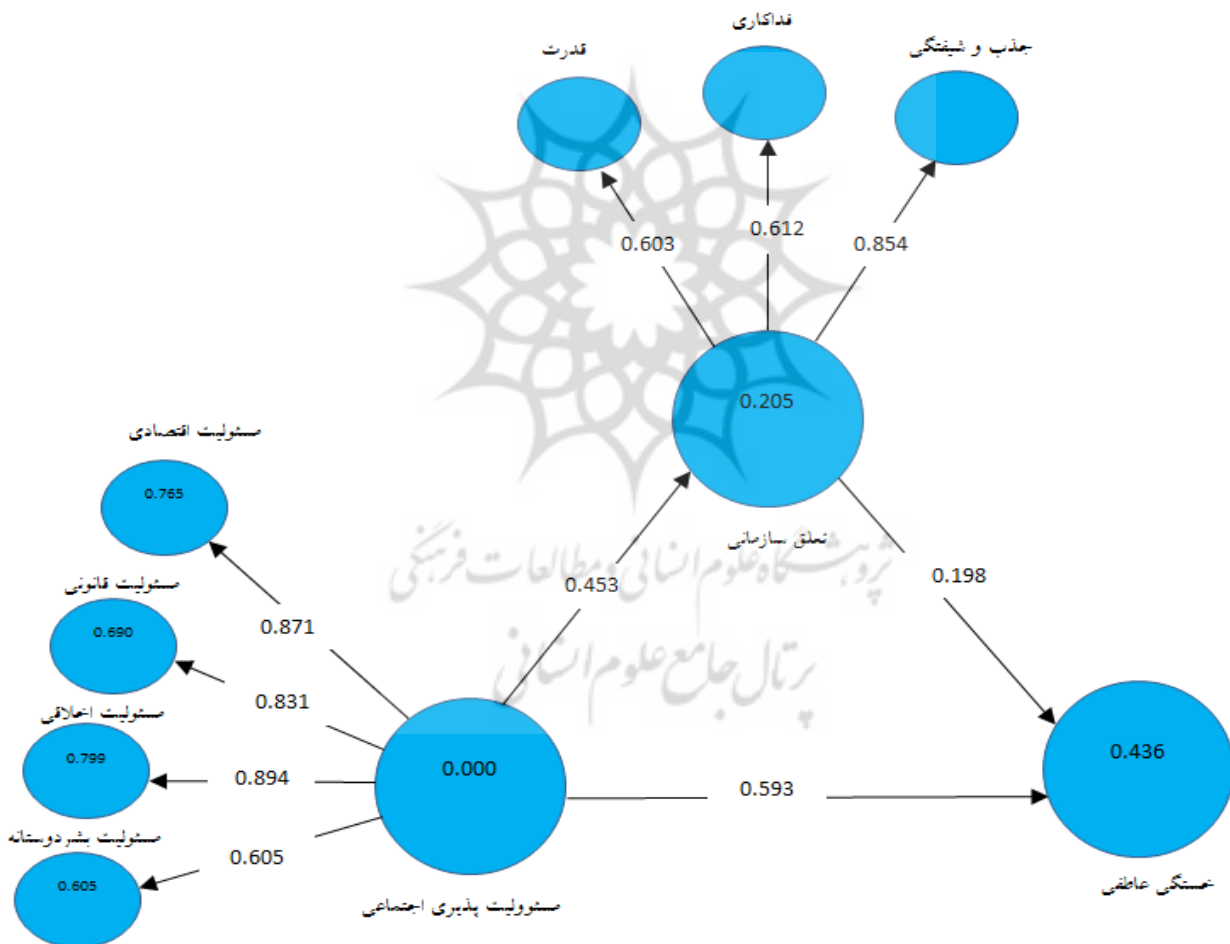 فداکاری
قدرت
جذب و شیفتگی
0.603
0.612
0.854
0.205
تعلق سازمانی
مسئولیت اقتصادی
0.765
مسئولیت قانونی
0.690
مسئولیت اخلاقی
0.799
مسئولیت بشردوستانه
0.605
0.871
0.831
0.894
0.605
0.453
0.198
0.000
مسئوولیت پذیری اجتماعی
0.593
0.436
خستگی عاطفی
پژوهشگاه علوم انسانی و مطالعات فرهنگی
پرتال جامع علوم انسانی